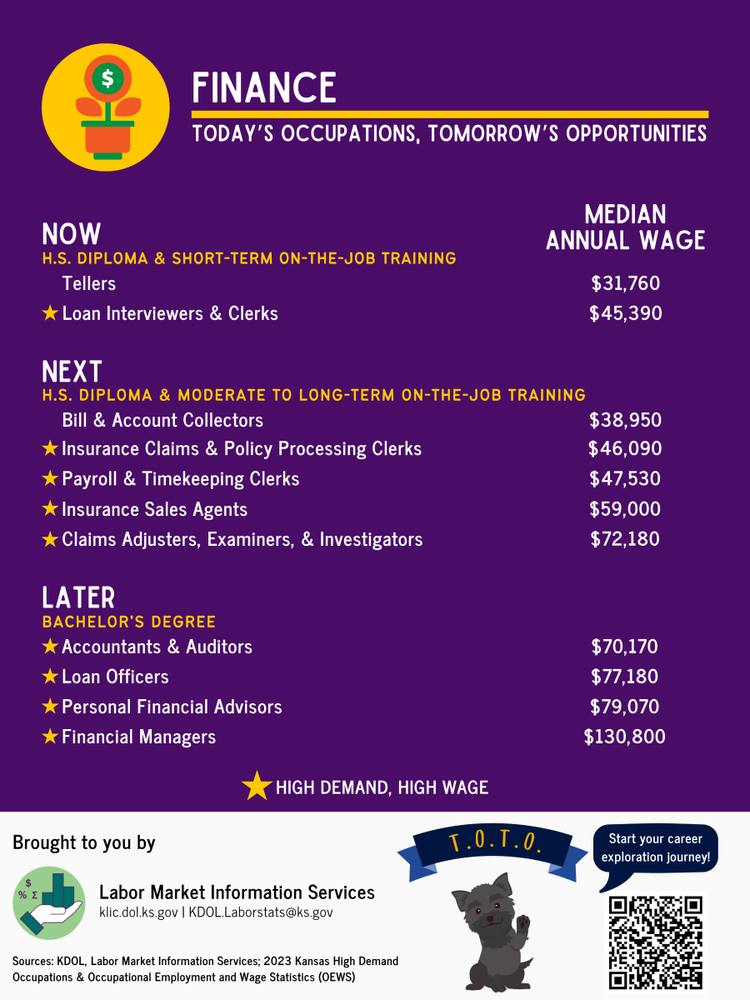 $
FINANCE
TODAY'S OCCUPATIONS, TOMORROW'S OPPORTUNITIES
MEDIAN
ANNUAL WAGE
NOW
H.S. DIPLOMA & SHORT-TERM ON-THE-JOB TRAINING
Tellers $31,760
Loan Interviewers & Clerks $45,390
NEXT
H.S. DIPLOMA & MODERATE TO LONG-TERM ON-THE-JOB TRAINING
Bill & Account Collectors $38,950
Insurance Claims & Policy Processing Clerks $46,090
Payroll & Timekeeping Clerks $47,530
Insurance Sales Agents $59,000
Claims Adjusters, Examiners, & Investigators $72,180
LATER
BACHELOR'S DEGREE
Accountants & Auditors $70,170
Loan Officers $77,180
Personal Financial Advisors $79,070
Financial Managers $130,800
HIGH DEMAND, HIGH WAGE
Brought to you by
$
% Σ
Labor Market Information Services
klic.dol.ks.gov | KDOL.Laborstats@ks.gov
Sources: KDOL, Labor Market Information Services; 2023 Kansas High Demand
Occupations & Occupational Employment and Wage Statistics (OEWS)
T.O.T.O.
Start your career
exploration journey!